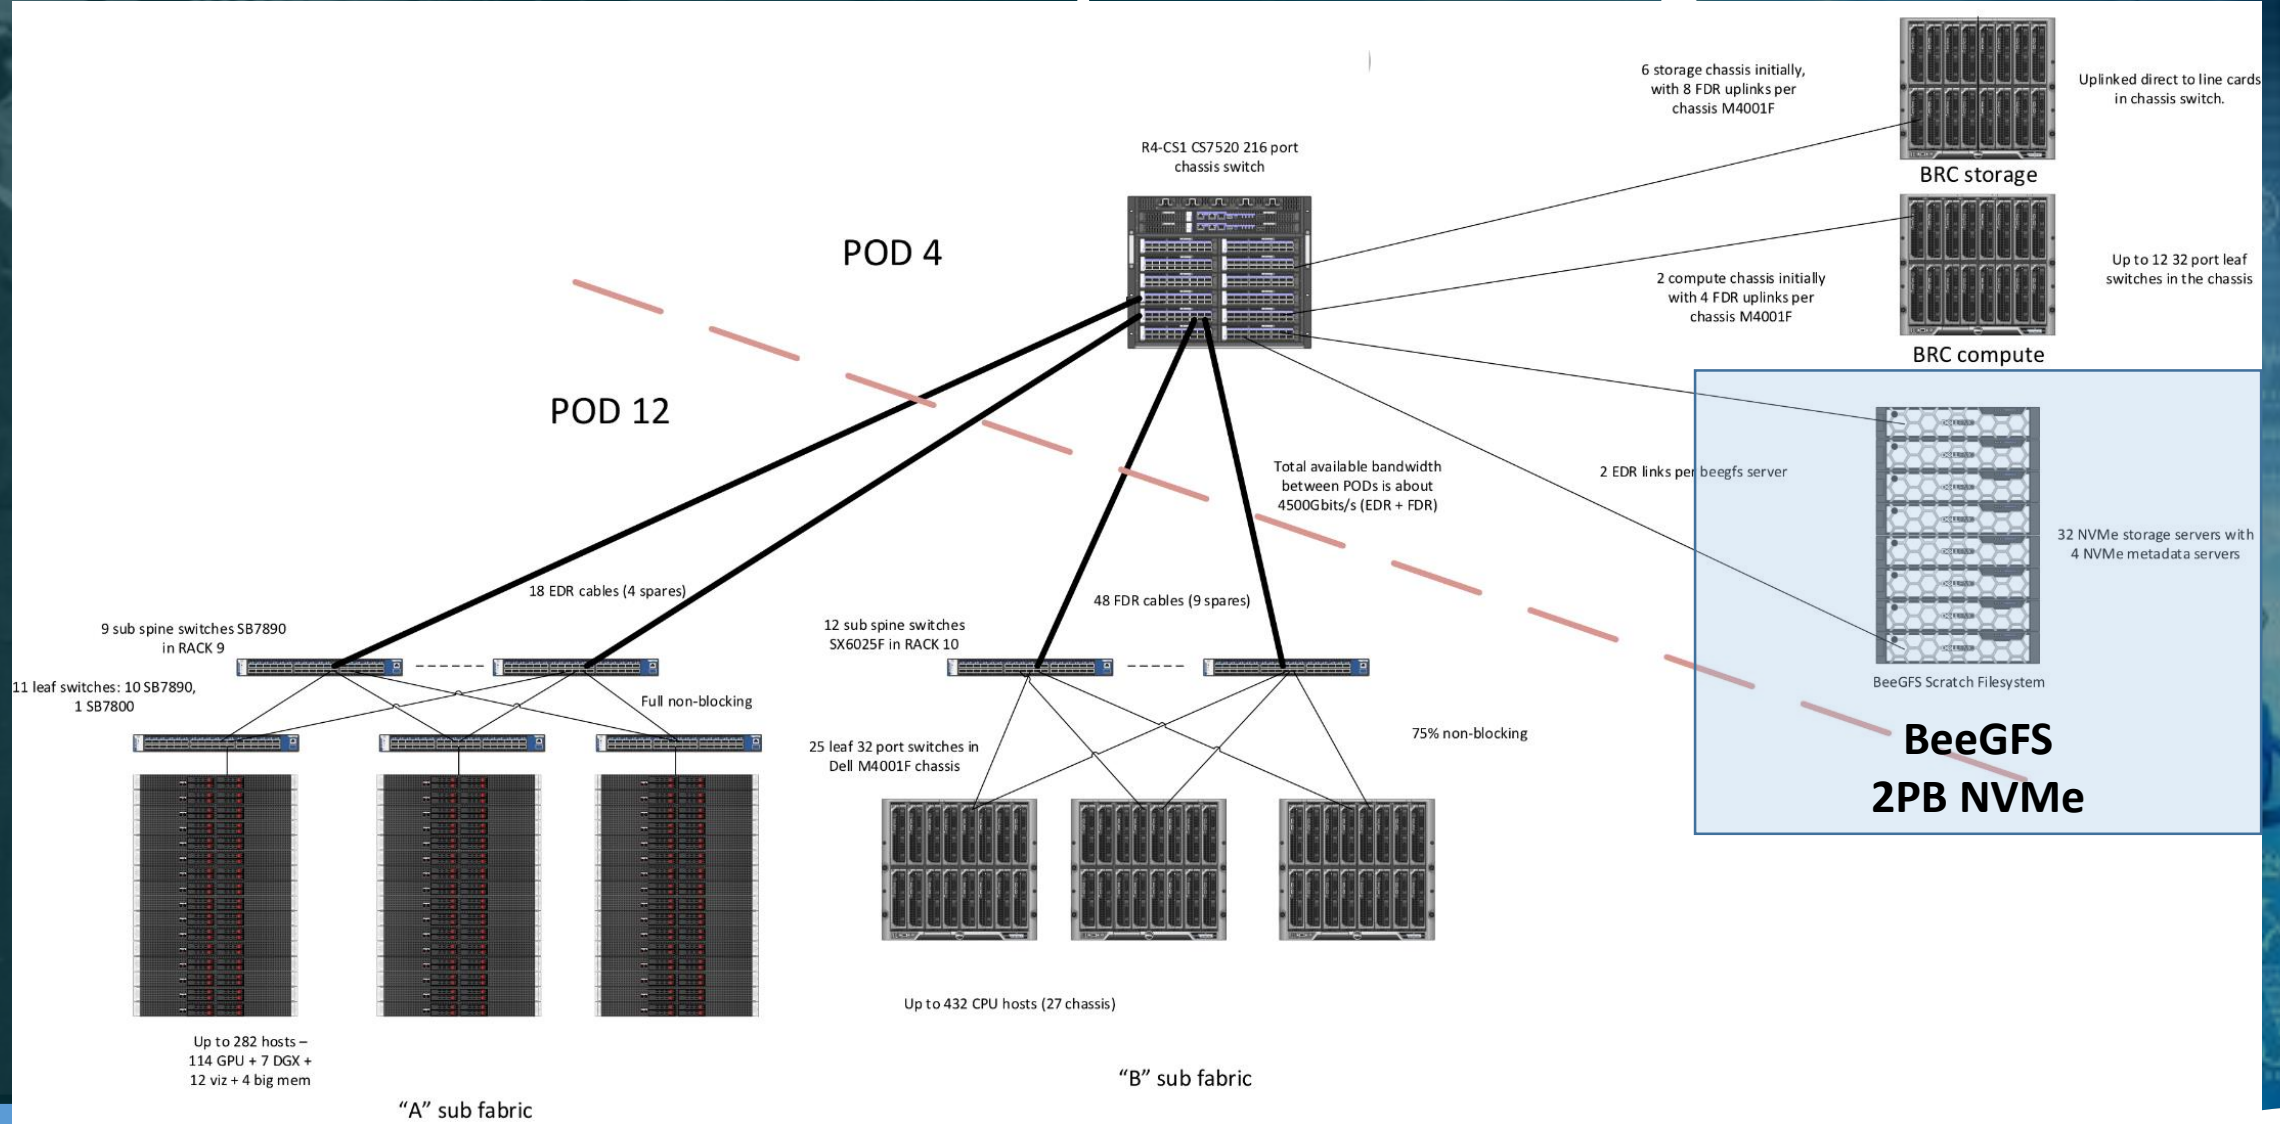 6 storage chassis initially,
with 8 FDR uplinks per
chassis M4001F
Uplinked direct to line cards
in chassis switch.
R4-CS1 CS7520 216 port
chassis switch
BRC storage
POD 4
2 compute chassis initially
with 4 FDR uplinks per
chassis M4001F
Up to 12 32 port leaf
switches in the chassis
BRC compute
POD 12
Total available bandwidth
between PODs is about
4500Gbits/s (EDR + FDR)
2 EDR links per beegfs server
32 NVMe storage servers with
4 NVMe metadata servers
18 EDR cables (4 spares)
48 FDR cables (9 spares)
9 sub spine switches SB7890
in RACK 9
12 sub spine switches
SX6025F in RACK 10
11 leaf switches: 10 SB7890,
1 SB7800
Full non-blocking
BeeGFS Scratch Filesystem
BeeGFS
2PB NVMe
25 leaf 32 port switches in
Dell M4001F chassis
75% non-blocking
Up to 432 CPU hosts (27 chassis)
Up to 282 hosts –
114 GPU + 7 DGX +
12 viz + 4 big mem
“B” sub fabric
“A” sub fabric